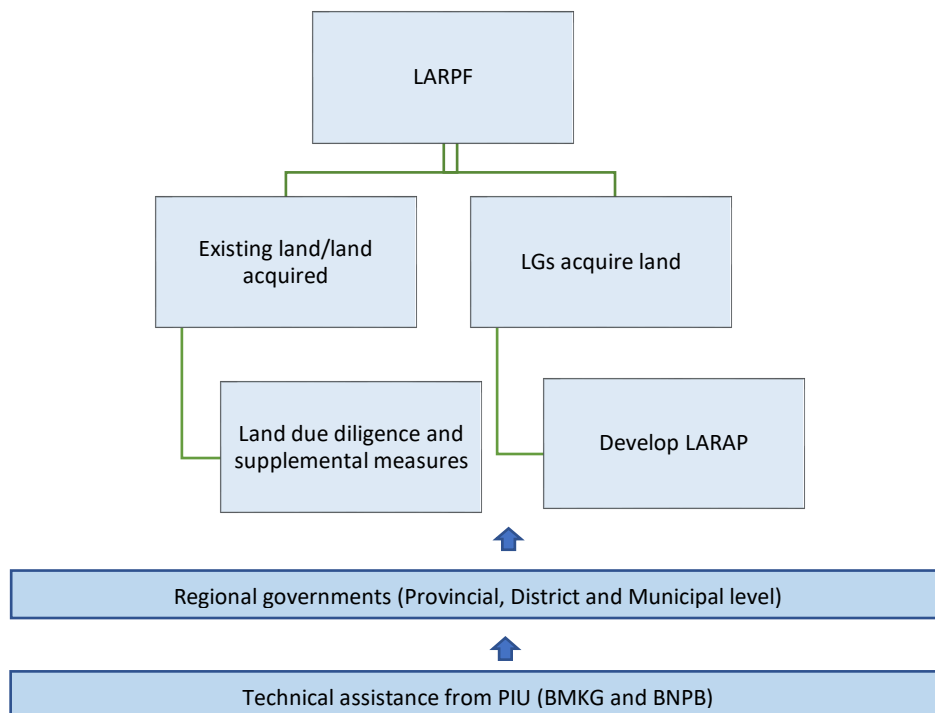 LARPF
Existing land/land
acquired
LGs acquire land
Land due diligence and
supplemental measures
Develop LARAP
Regional governments (Provincial, District and Municipal level)
Technical assistance from PIU (BMKG and BNPB)